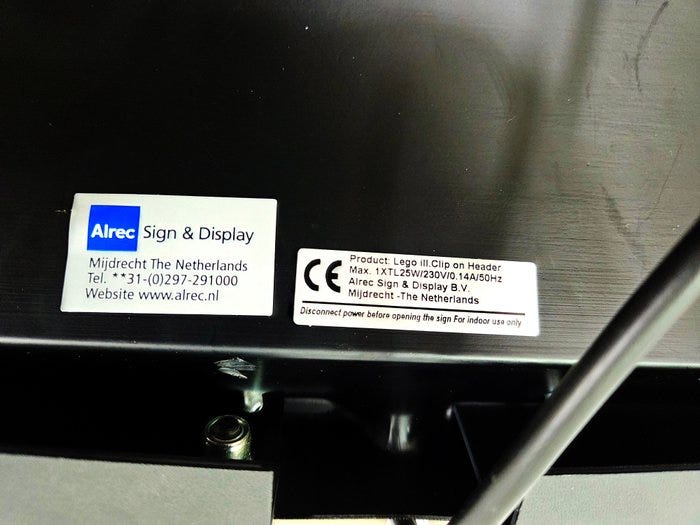 Alrec Sign & Display
Mijdrecht The Netherlands
Tel. **31-(0)297-291000
Website www.alrec.nl
CE
Product: Lego ill.Clip on Header
Max. 1XTL25W/230V/0.14A/50Hz
Alrec Sign & Display B.V.
Mijdrecht -The Netherlands
Disconnect power before opening the sign For indoor use only